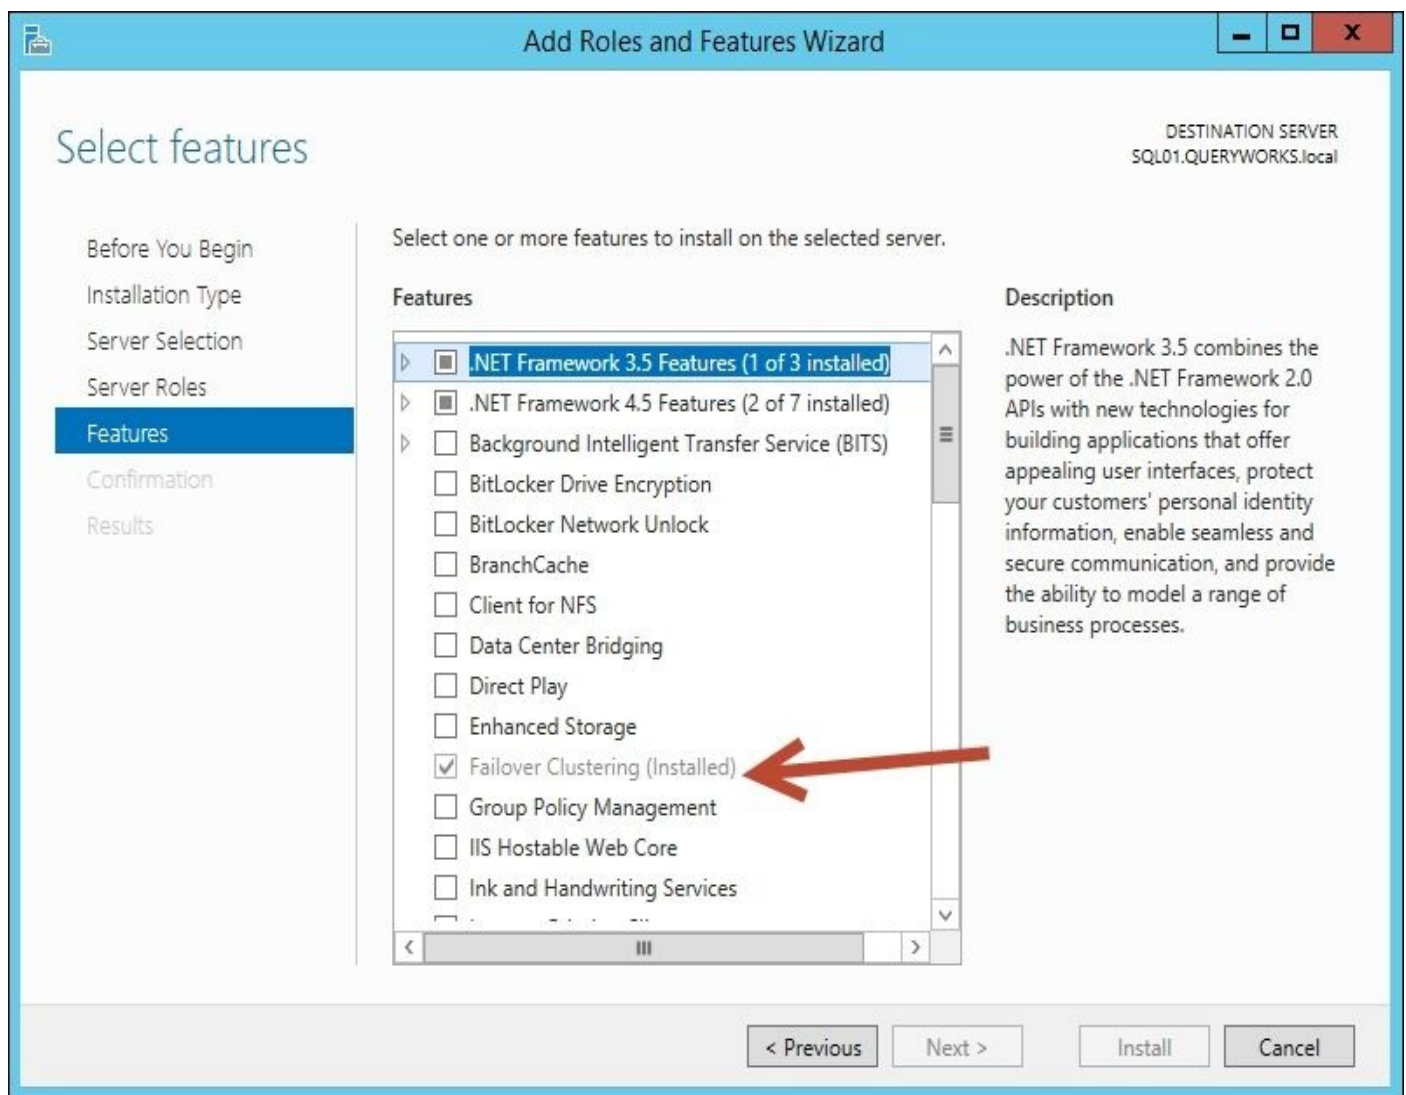 Add Roles and Features Wizard
Select features
DESTINATION SERVER
SQL01.QUERYWORKS.local
Before You Begin
Installation Type
Server Selection
Server Roles
Features
Confirmation
Results
Select one or more features to install on the selected server.
Features
.NET Framework 3.5 Features (1 of 3 installed)
.NET Framework 4.5 Features (2 of 7 installed)
Background Intelligent Transfer Service (BITS)
BitLocker Drive Encryption
BitLocker Network Unlock
BranchCache
Client for NFS
Data Center Bridging
Direct Play
Enhanced Storage
Failover Clustering (Installed)
Group Policy Management
IIS Hostable Web Core
Ink and Handwriting Services
Description
.NET Framework 3.5 combines the
power of the .NET Framework 2.0
APIs with new technologies for
building applications that offer
appealing user interfaces, protect
your customers' personal identity
information, enable seamless and
secure communication, and provide
the ability to model a range of
business processes.
< Previous
Next >
Install
Cancel